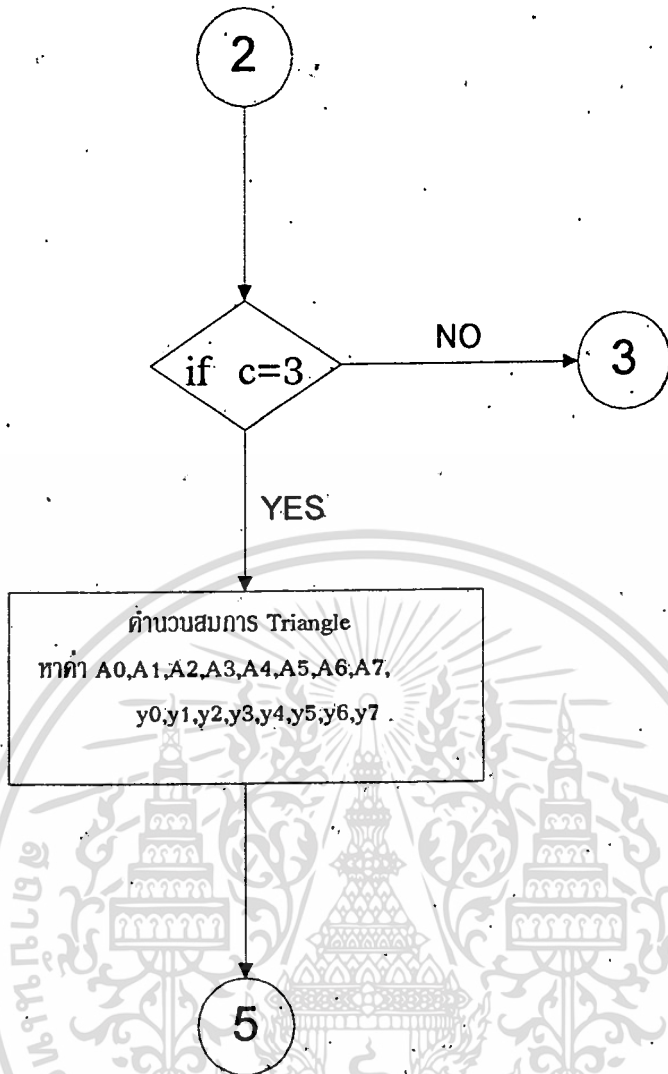 2
if c=3
NO
3
YES
คำนวนสมการ Triangle
หาค่า A0,A1,A2,A3,A4,A5,A6,A7,
y0,y1,y2,y3,y4,y5,y6,y7
5